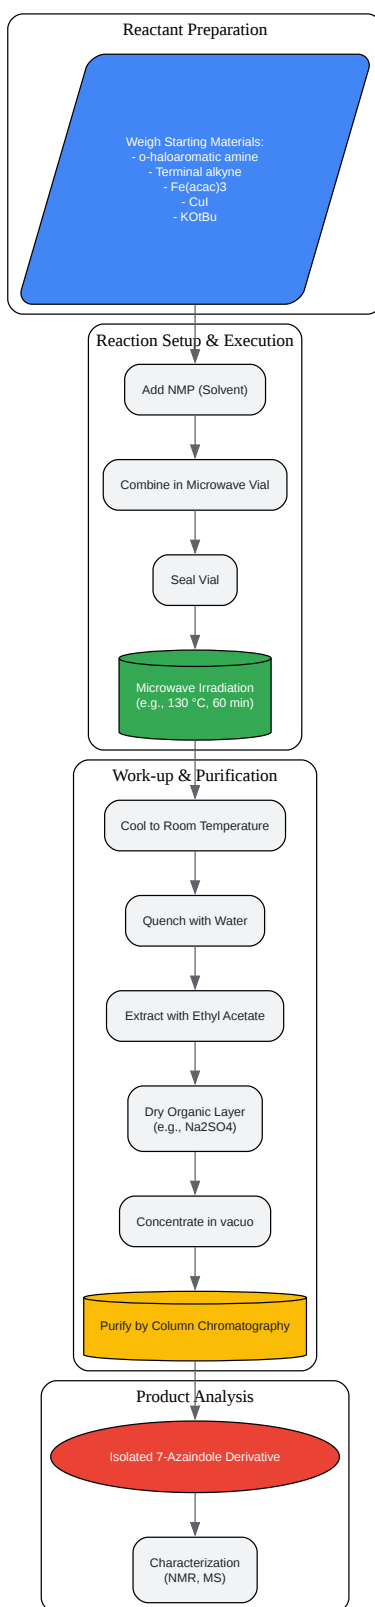 Reactant Preparation
Weigh Starting Materials:
- o-haloaromatic amine
- Terminal alkyne
- Fe(acac)3
- CuI
- KOtBu
Reaction Setup & Execution
Add NMP (Solvent)
Combine in Microwave Vial
Seal Vial
Microwave Irradiation
(e.g., 130 °C, 60 min)
Work-up & Purification
Cool to Room Temperature
Quench with Water
Extract with Ethyl Acetate
Dry Organic Layer
(e.g., Na2SO4)
Concentrate in vacuo
Purify by Column Chromatography
Product Analysis
Isolated 7-Azaindole Derivative
Characterization
(NMR, MS)